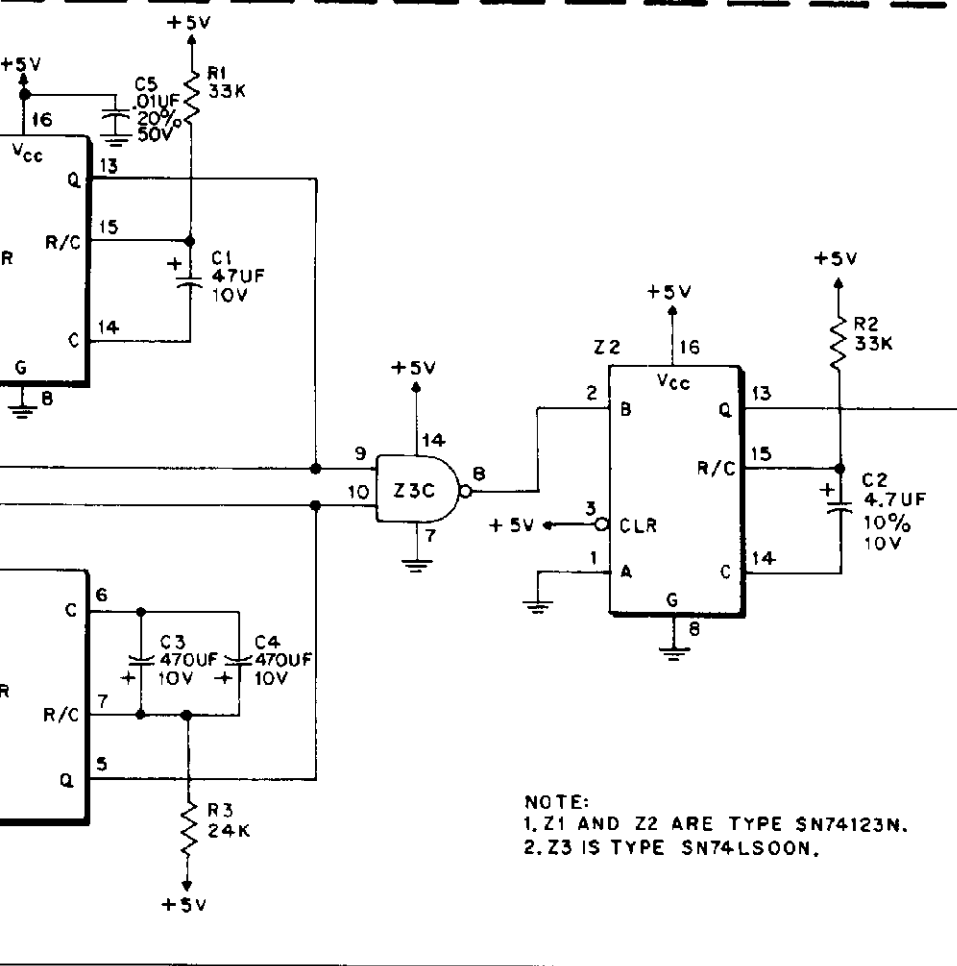 +5V
+5V
R1
33K
C5
.01UF
20%
50V
16
Vcc
13
Q
15
R/C
R
+
C1
47UF
10V
14
C
G
8
+5V
+5V
R2
33K
Z2
16
Vcc
+5V
14
2
B
Q
13
9
10
Z3C
8
7
R/C
15
+
C2
4.7UF
10%
10V
+5V
3
CLR
1
A
C
14
G
8
C
6
C3
470UF
10V
+
C4
470UF
10V
+
R
R/C
7
Q
5
R3
24K
+5V
NOTE:
1. Z1 AND Z2 ARE TYPE SN74123N.
2. Z3 IS TYPE SN74LS00N.